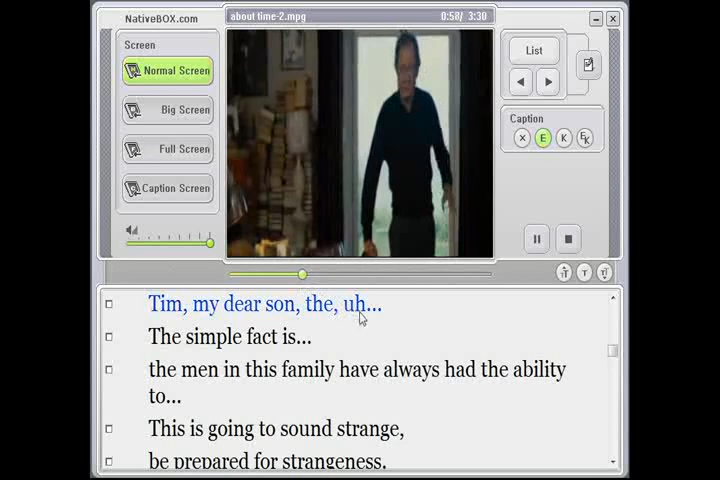 NativeBOX.com
about time-2.mpg
0:58/ 3:30
Screen
Normal Screen
Big Screen
Full Screen
Caption Screen
List
Caption
X E K EK
T T T
Tim, my dear son, the, uh...
The simple fact is...
the men in this family have always had the ability
to...
This is going to sound strange,
be prepared for strangeness.